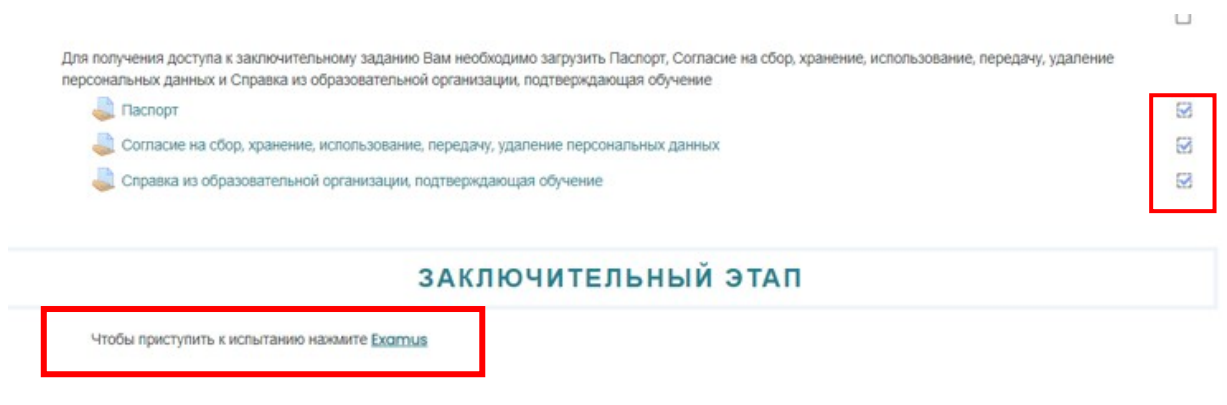 Для получения доступа к заключительному заданию Вам необходимо загрузить Паспорт, Согласие на сбор, хранение, использование, передачу, удаление
персональных данных и Справка из образовательной организации, подтверждающая обучение
Паспорт
Согласие на сбор, хранение, использование, передачу, удаление персональных данных
Справка из образовательной организации, подтверждающая обучение
ЗАКЛЮЧИТЕЛЬНЫЙ ЭТАП
Чтобы приступить к испытанию нажмите Examus